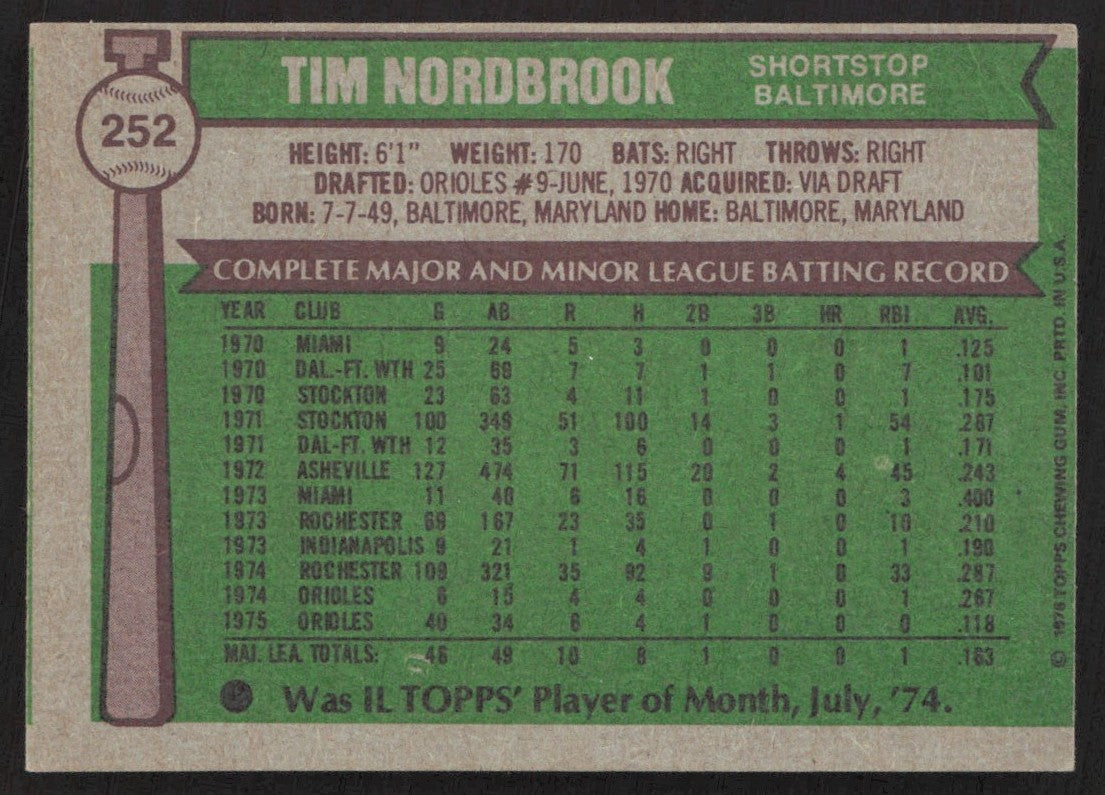 252
TIM NORDBROOK
SHORTSTOP
BALTIMORE
HEIGHT: 6'1" WEIGHT: 170 BATS: RIGHT THROWS: RIGHT
DRAFTED: ORIOLES #9-JUNE, 1970 ACQUIRED: VIA DRAFT
BORN: 7-7-49, BALTIMORE, MARYLAND HOME: BALTIMORE, MARYLAND
COMPLETE MAJOR AND MINOR LEAGUE BATTING RECORD
YEAR CLUB G AB R H 2B 3B HR RBI AVG.
1970 MIAMI 9 24 5 3 0 0 0 1 .125
1970 DAL.-FT. WTH 25 69 7 7 1 1 0 7 .101
1970 STOCKTON 23 63 4 11 1 0 0 1 .175
1971 STOCKTON 100 349 51 100 14 3 1 54 .287
1971 DAL-FT. WTH 12 35 3 6 0 0 0 1 .171
1972 ASHEVILLE 127 474 71 115 20 2 4 45 .243
1973 MIAMI 11 40 6 16 0 0 0 3 .400
1973 ROCHESTER 69 167 23 35 0 1 0 10 .210
1973 INDIANAPOLIS 9 21 1 4 1 0 0 1 .190
1974 ROCHESTER 109 321 35 92 9 1 0 33 .287
1974 ORIOLES 6 15 4 4 0 0 0 1 .267
1975 ORIOLES 40 34 6 4 1 0 0 0 .118
MAJ. LEA. TOTALS: 46 49 10 8 1 0 0 1 .163
Was IL TOPPS' Player of Month, July, '74.
© 1976 TOPPS CHEWING GUM, INC. PRTD. IN U.S.A.